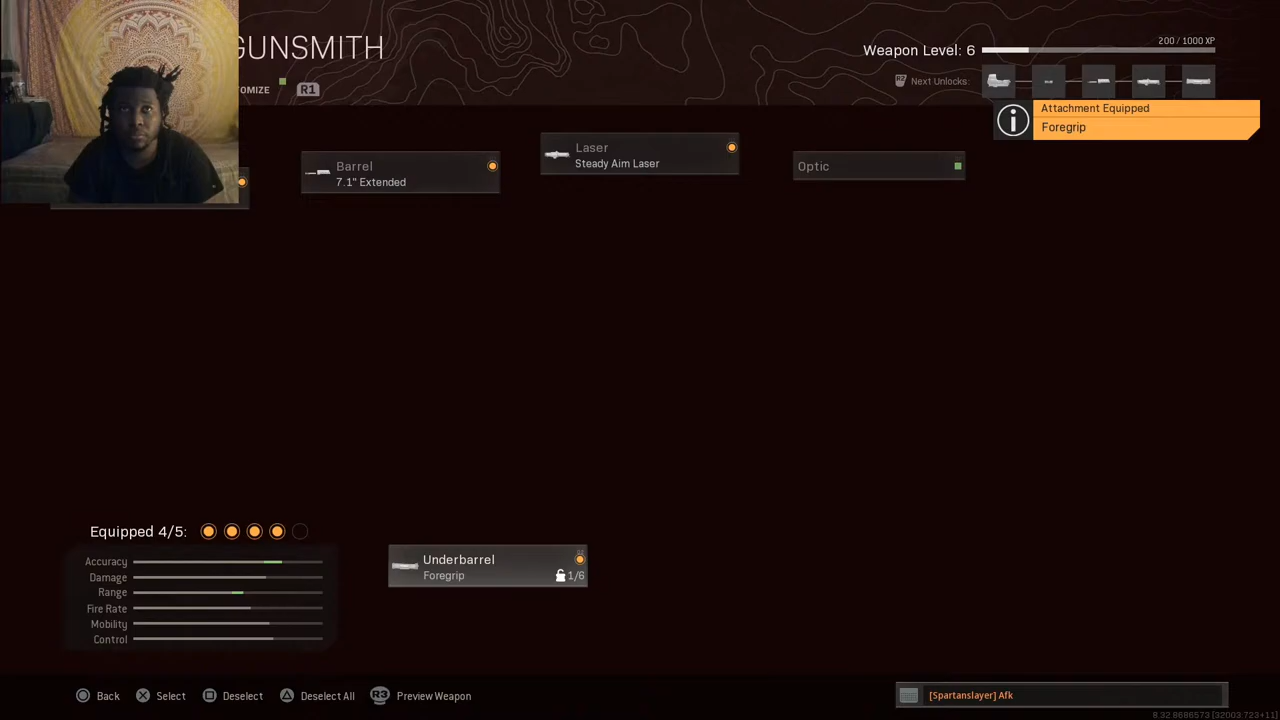 GUNSMITH
Weapon Level: 6
200 / 1000 XP
TOMIZE
R1
Next Unlocks:
Attachment Equipped
Foregrip
Barrel
7.1" Extended
Laser
Steady Aim Laser
Optic
Equipped 4/5:
Accuracy
Damage
Range
Fire Rate
Mobility
Control
Underbarrel
Foregrip
1/6
Back
Select
Deselect
Deselect All
R3
Preview Weapon
[Spartanslayer] Afk